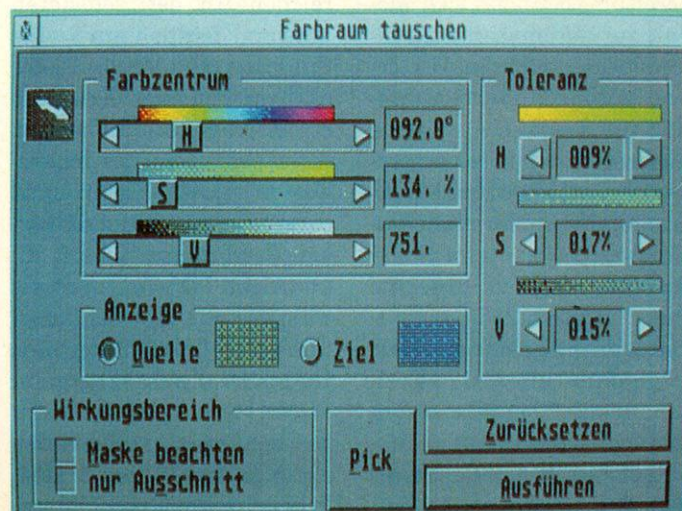 Farbraum tauschen
Farbzentrum
H
092.0°
S
134. %
V
751.
Toleranz
H 009%
S 017%
V 015%
Anzeige
Quelle Ziel
Wirkungsbereich
Maske beachten
nur Ausschnitt
Pick
Zurücksetzen
Ausführen